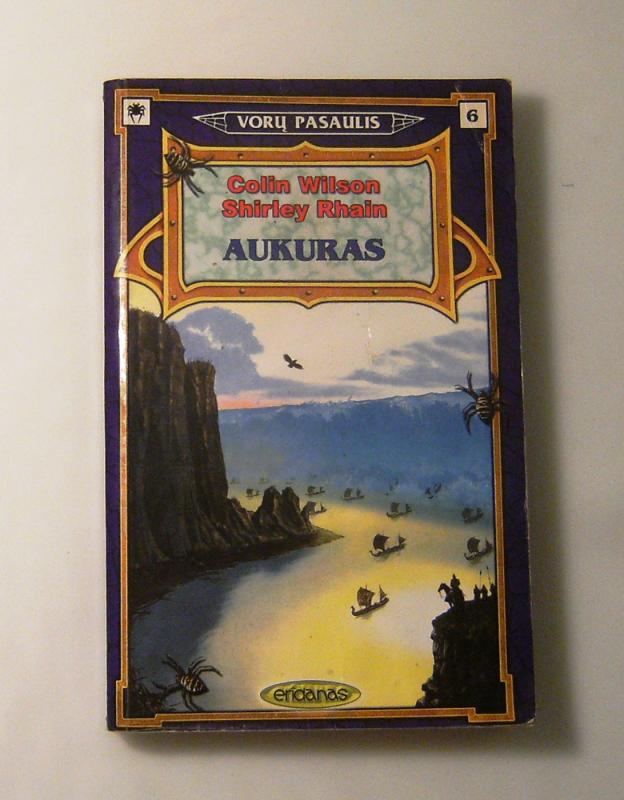 VORŲ PASAULIS
6
Colin Wilson
Shirley Rhain
AUKURAS
eridanas